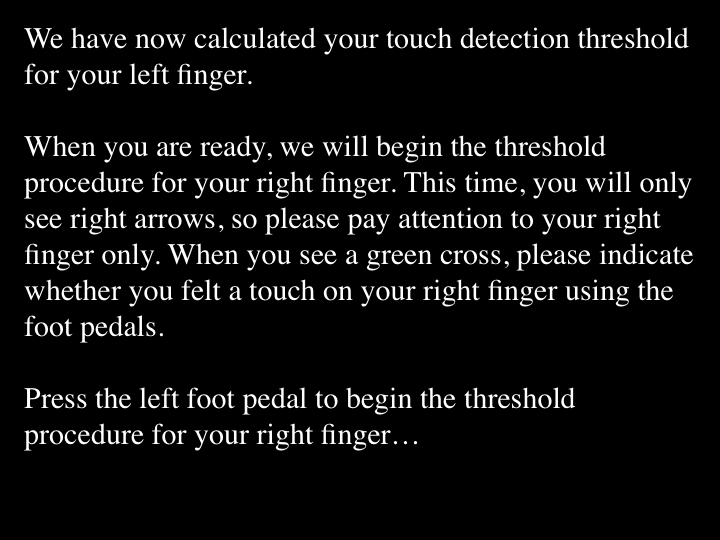 We have now calculated your touch detection threshold
for your left finger.
When you are ready, we will begin the threshold
procedure for your right finger. This time, you will only
see right arrows, so please pay attention to your right
finger only. When you see a green cross, please indicate
whether you felt a touch on your right finger using the
foot pedals.
Press the left foot pedal to begin the threshold
procedure for your right finger…